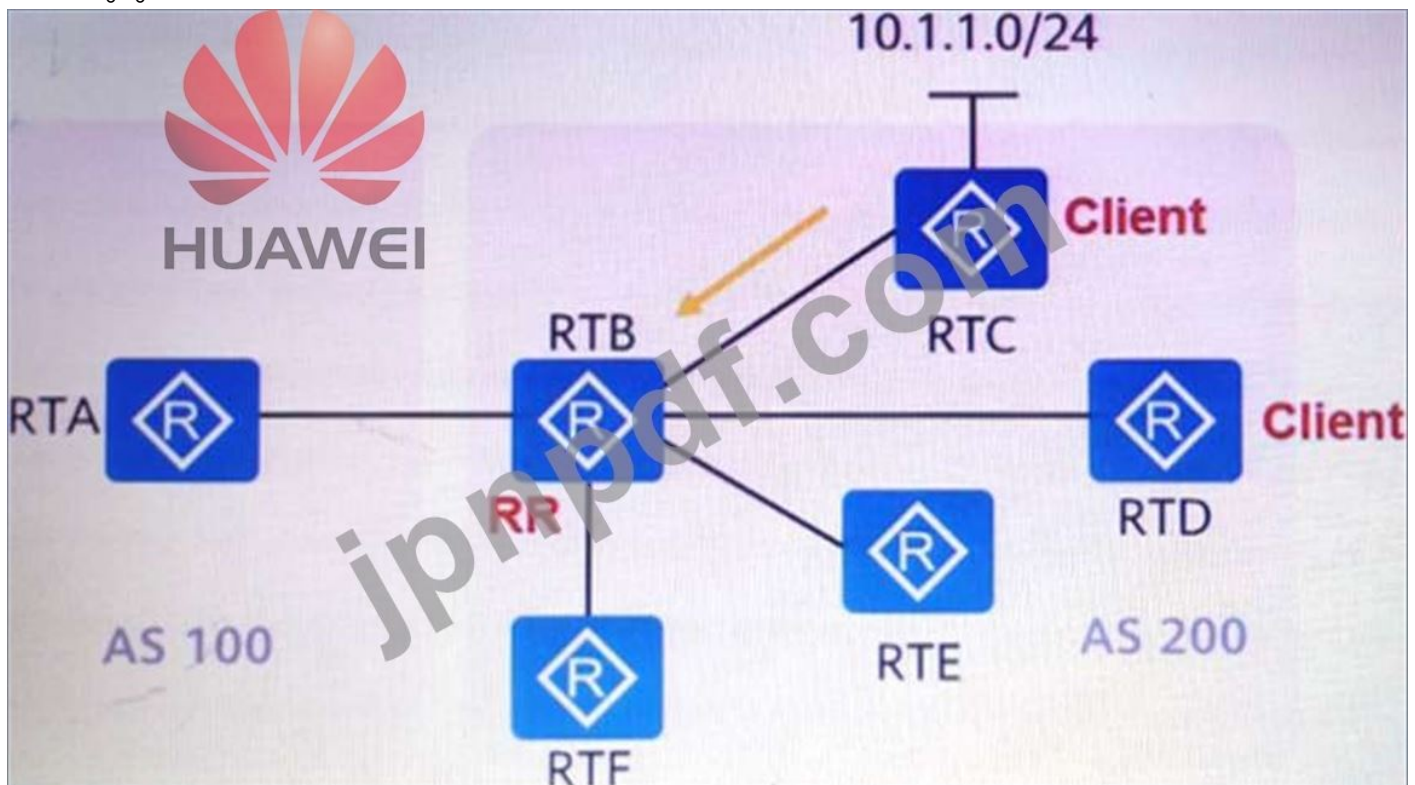 10.1.1.0/24
HUAWEI
R
Client
RTC
RTB
RTA
R
R
R
Client
RR
RTD
R
RTE
AS 100
AS 200
R
RTF
jpnpdf.com